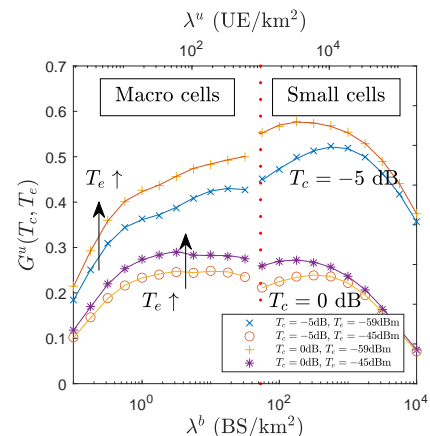 λ^u (UE/km²)
10² 10⁴
Macro cells Small cells
0.7
0.6
0.5
0.4
0.3
0.2
0.1
0
G^u(T_c, T_e)
T_e ↑
T_c = −5 dB
T_e ↑
T_c = 0 dB
T_c = −5dB, T_e = −59dBm
T_c = −5dB, T_e = −45dBm
T_c = 0dB, T_e = −59dBm
T_c = 0dB, T_e = −45dBm
10⁰ 10² 10⁴
λ^b (BS/km²)